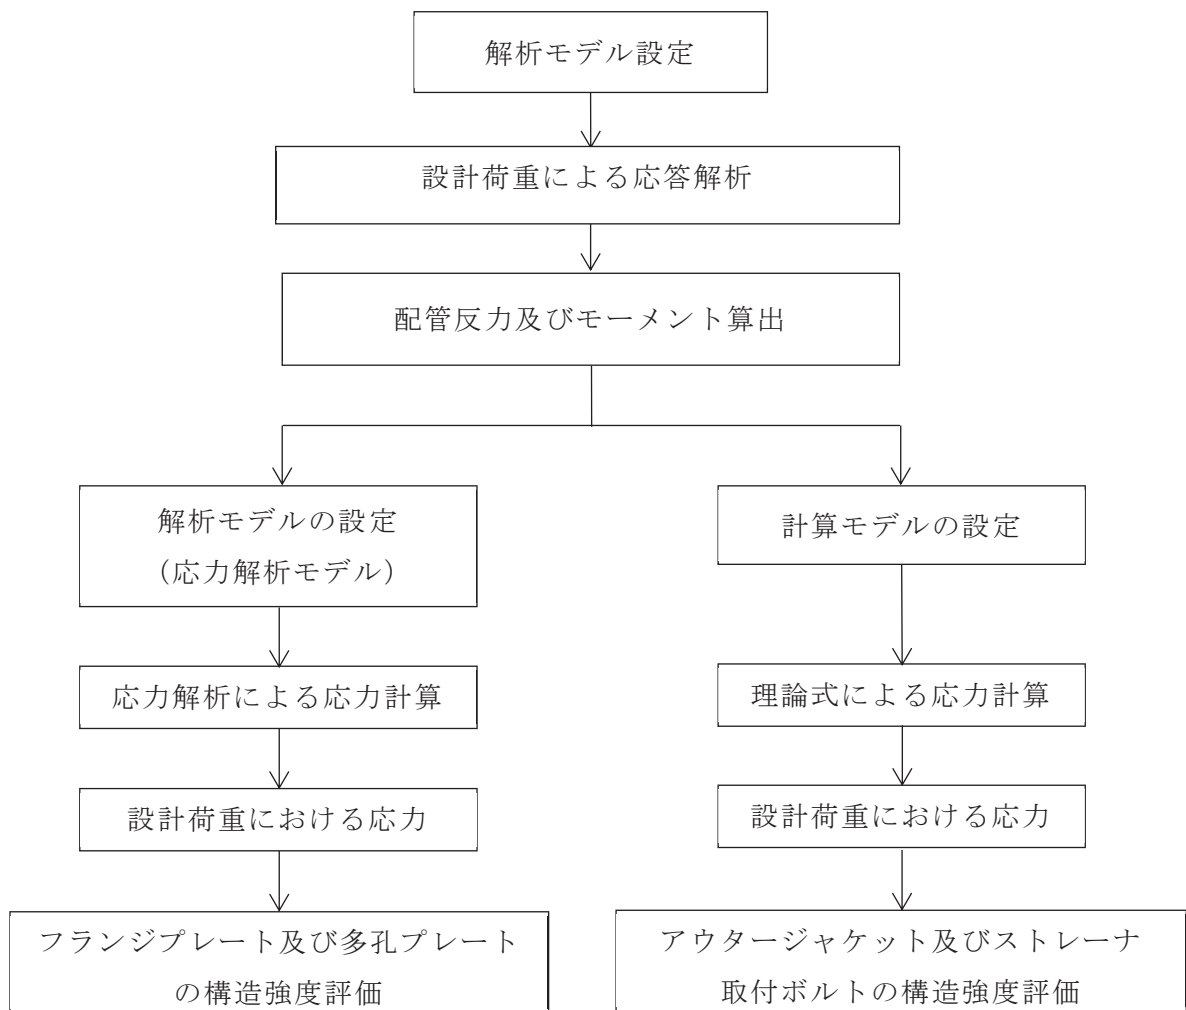 解析モデル設定
設計荷重による応答解析
配管反力及びモーメント算出
解析モデルの設定
（応力解析モデル）
応力解析による応力計算
設計荷重における応力
フランジプレート及び多孔プレート
の構造強度評価
計算モデルの設定
理論式による応力計算
設計荷重における応力
アウタージャケット及びストレーナ
取付ボルトの構造強度評価